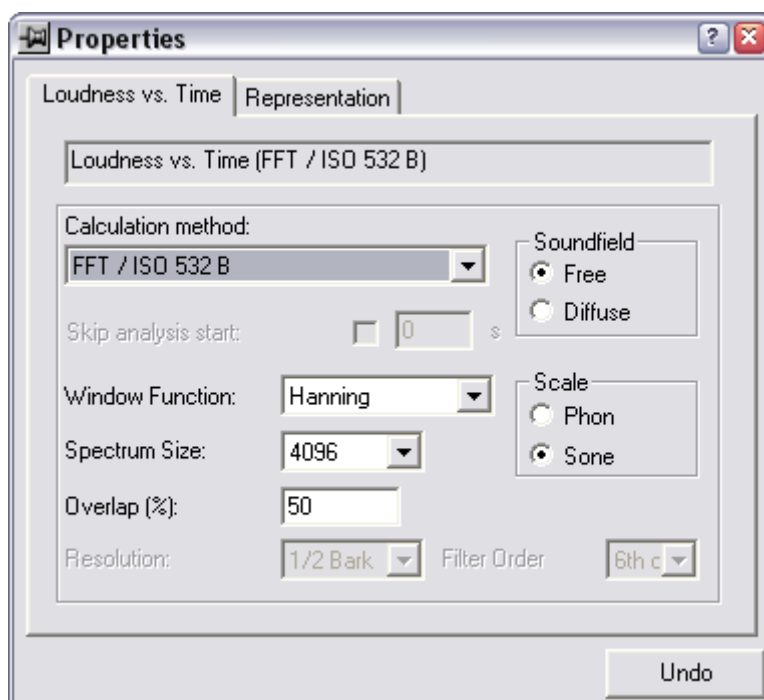 Properties
Loudness vs. Time
Representation
Loudness vs. Time (FFT / ISO 532 B)
Calculation method:
FFT / ISO 532 B
Soundfield
Free
Diffuse
Skip analysis start:
0
s
Window Function:
Hanning
Scale
Phon
Sone
Spectrum Size:
4096
Overlap (%):
50
Resolution:
1/2 Bark
Filter Order
6th c
Undo